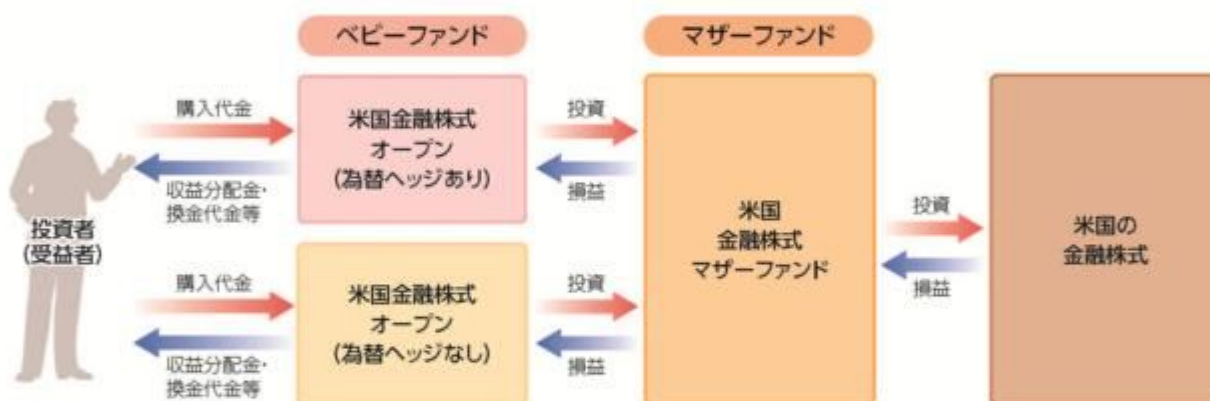 ベビーファンド
マザーファンド
購入代金
収益分配金・
換金代金等
投資者
(受益者)
購入代金
収益分配金・
換金代金等
米国金融株式
オープン
(為替ヘッジあり)
米国金融株式
オープン
(為替ヘッジなし)
投資
損益
投資
損益
米国
金融株式
マザーファンド
投資
損益
米国の
金融株式